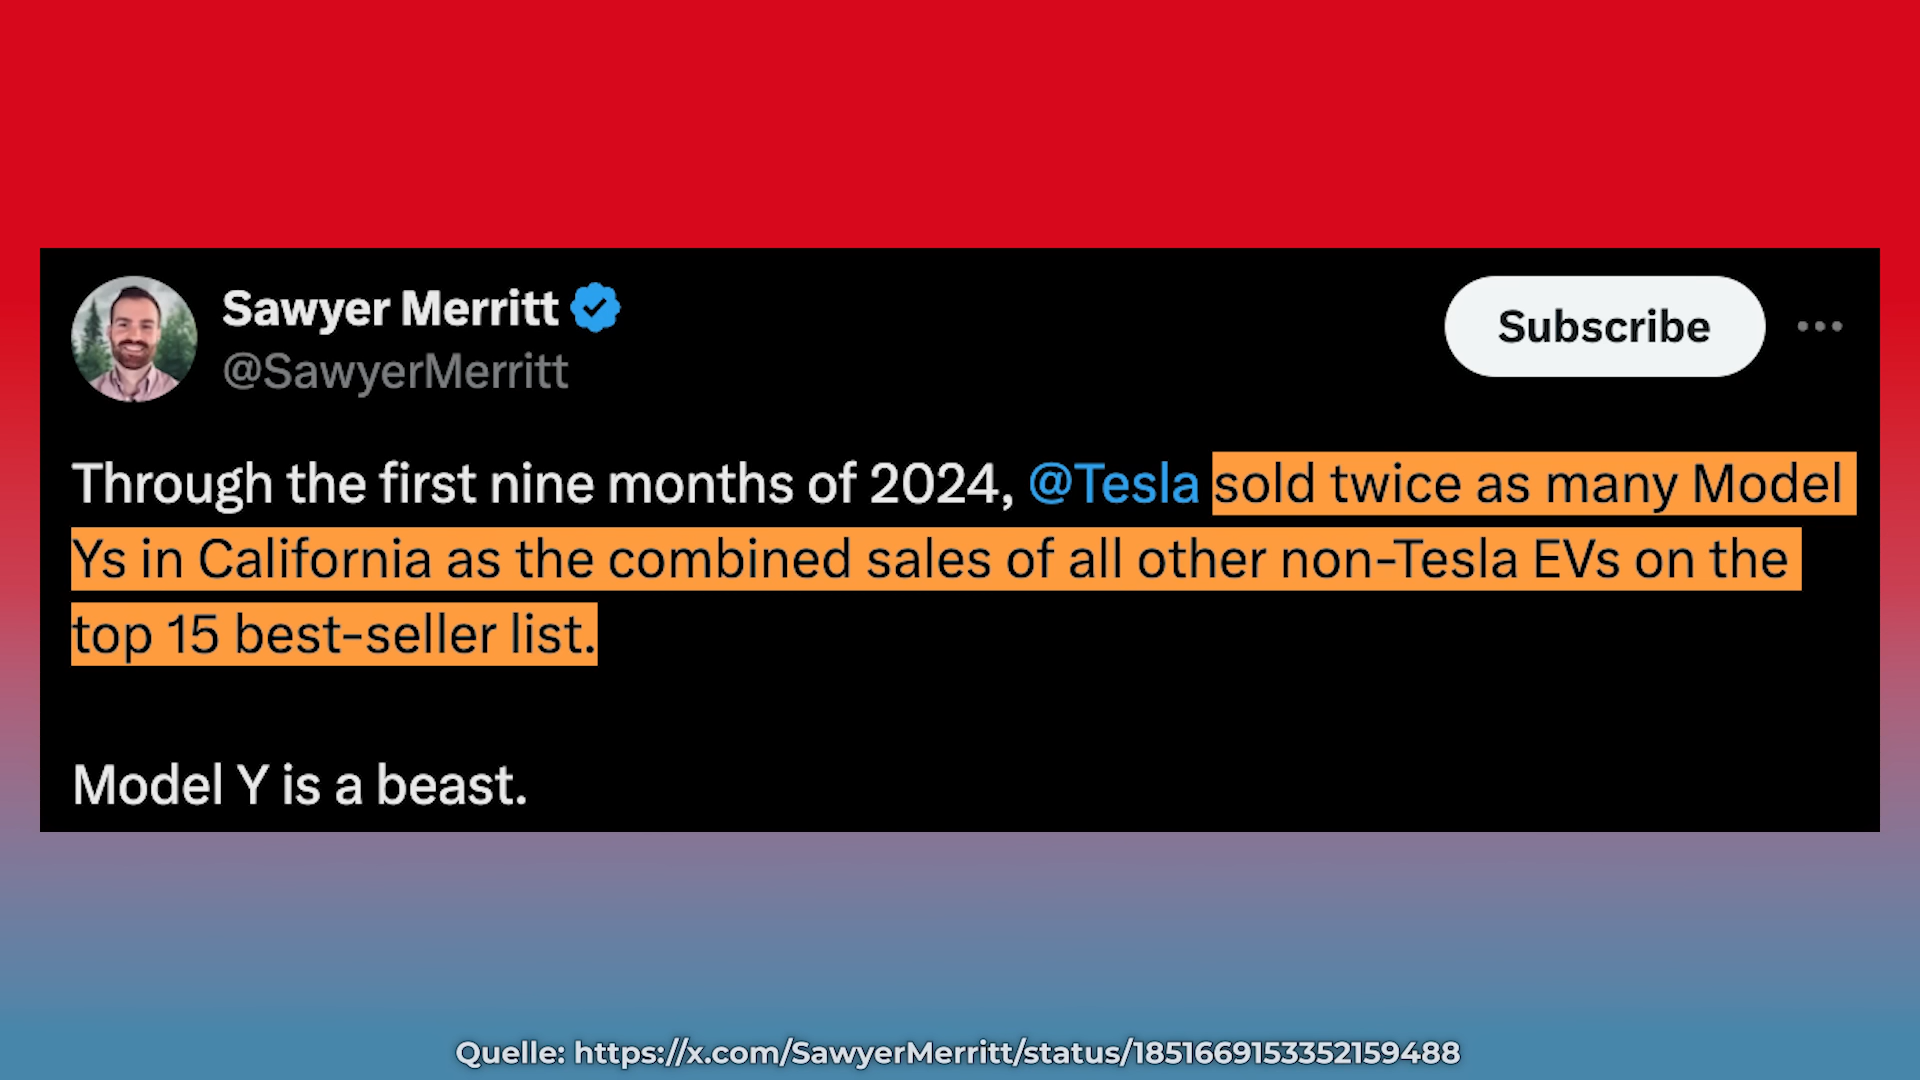 Sawyer Merritt
@SawyerMerritt
Subscribe
Through the first nine months of 2024, @Tesla sold twice as many Model
Ys in California as the combined sales of all other non-Tesla EVs on the
top 15 best-seller list.
Model Y is a beast.
Quelle: https://x.com/SawyerMerritt/status/1851669153352159488